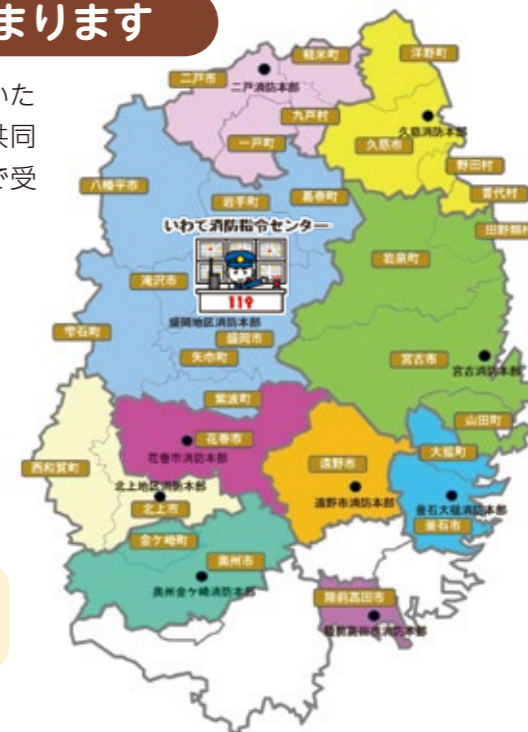 まります
いた
共同
で受
軽米町
洋野町
二戸市
二戸消防本部
九戸村
久慈消防本部
一戸町
久慈市
野田村
八幡平市
普代村
岩手町
葛巻町
田野畑村
いわて消防指令センター
岩泉町
滝沢市
119
盛岡地区消防本部
雫石町
盛岡市
矢巾町
宮古市
宮古消防本部
紫波町
山田町
花巻市
大槌町
花巻市消防本部
西和賀町
遠野市
北上地区消防本部
遠野市消防本部
釜石大槌消防本部
北上市
釜石市
金ケ崎町
奥州市
奥州金ケ崎消防本部
陸前高田市
陸前高田市消防本部